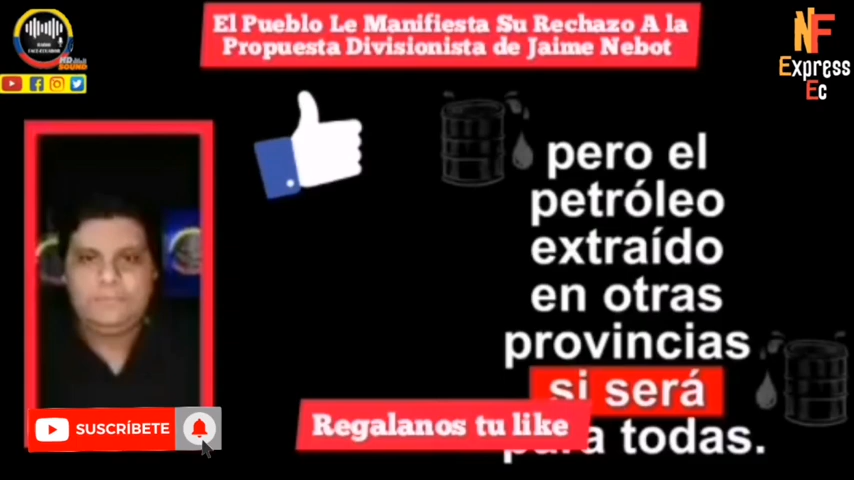 El Pueblo Le Manifiesta Su Rechazo A la
Propuesta Divisionista de Jaime Nebot
NF
Express
Ec
pero el
petróleo
extraído
en otras
provincias
si será
para todas.
SUSCRÍBETE
Regalanos tu like